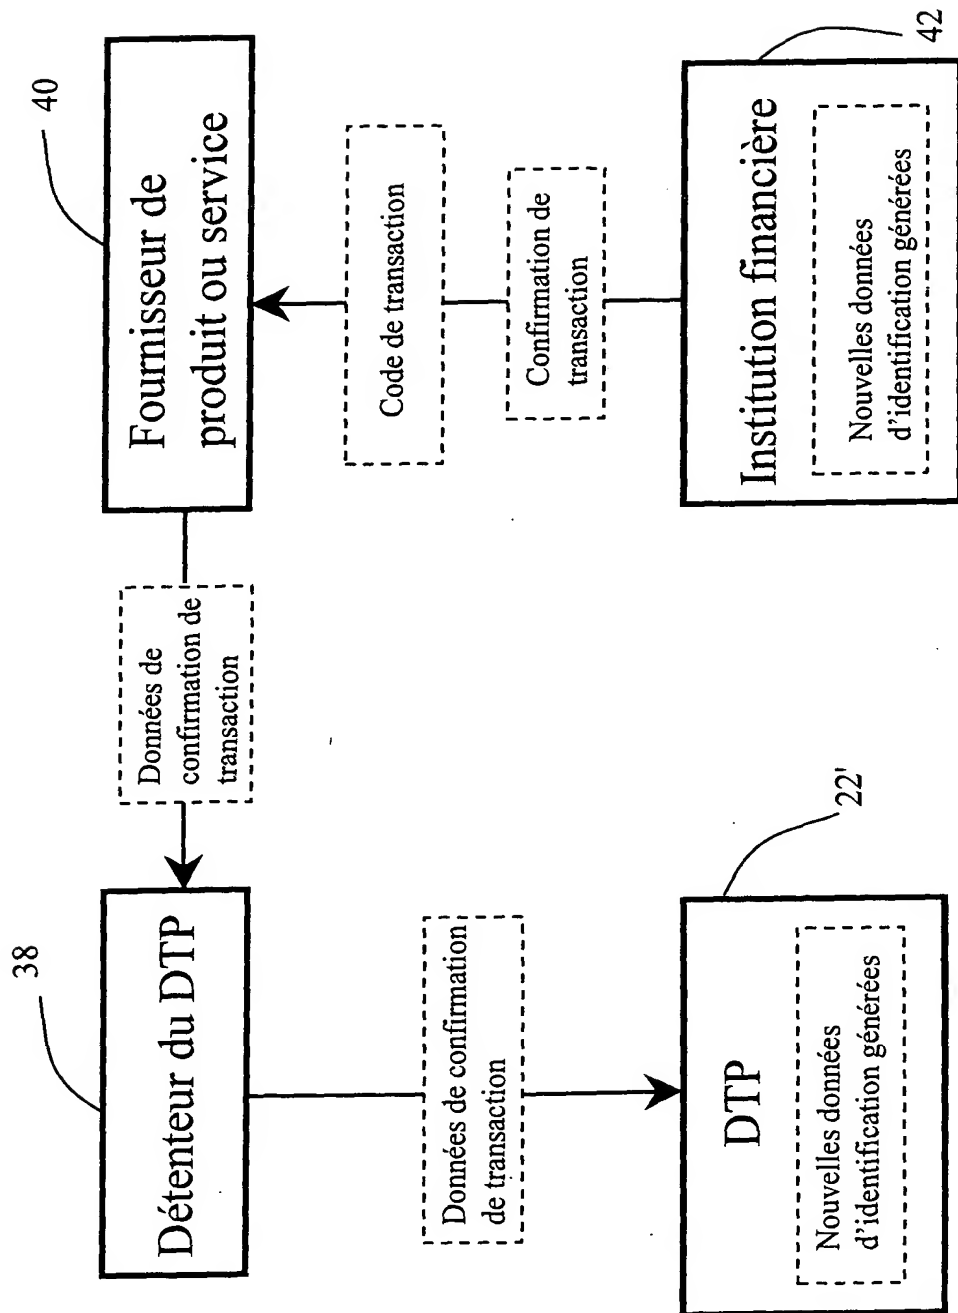 38
Détenteur du DTP
Données de
confirmation de
transaction
40
Fournisseur de
produit ou service
Données de confirmation
de transaction
Code de transaction
Confirmation de
transaction
22'
DTP
Nouvelles données
d'identification générées
42
Institution financière
Nouvelles données
d'identification générées